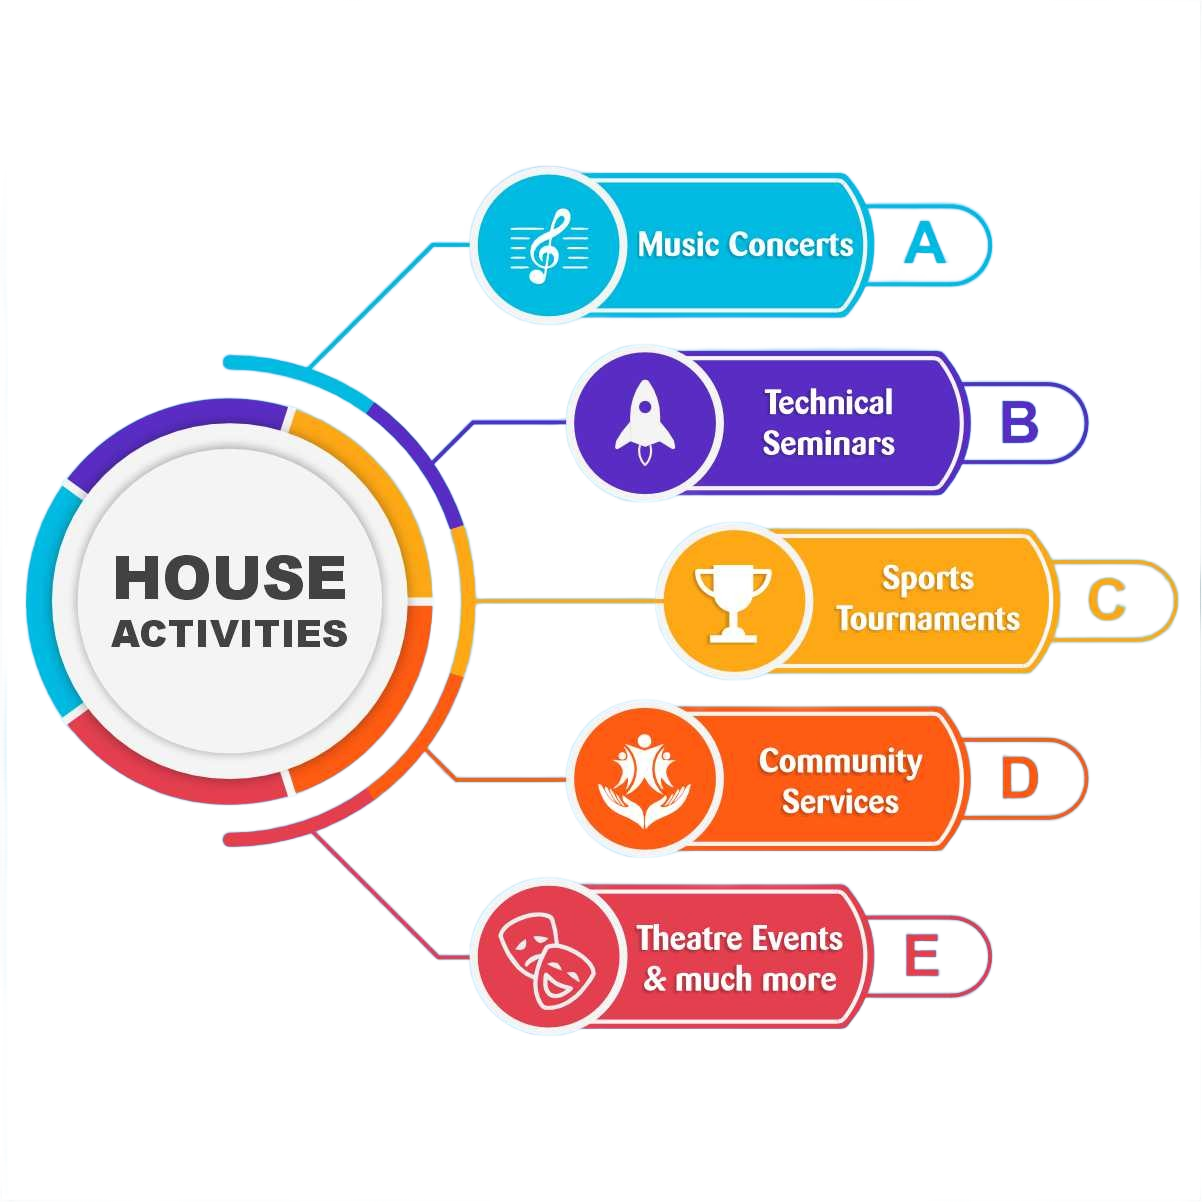 HOUSE
ACTIVITIES
Music Concerts
A
Technical
Seminars
B
Sports
Tournaments
C
Community
Services
D
Theatre Events
& much more
E